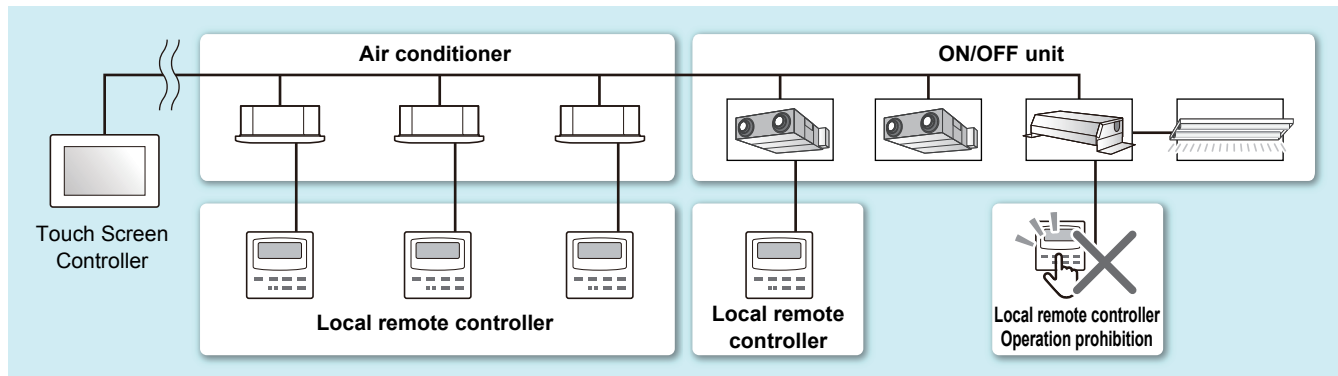 Air conditioner
ON/OFF unit
Touch Screen
Controller
Local remote controller
Local remote
controller
Local remote controller
Operation prohibition